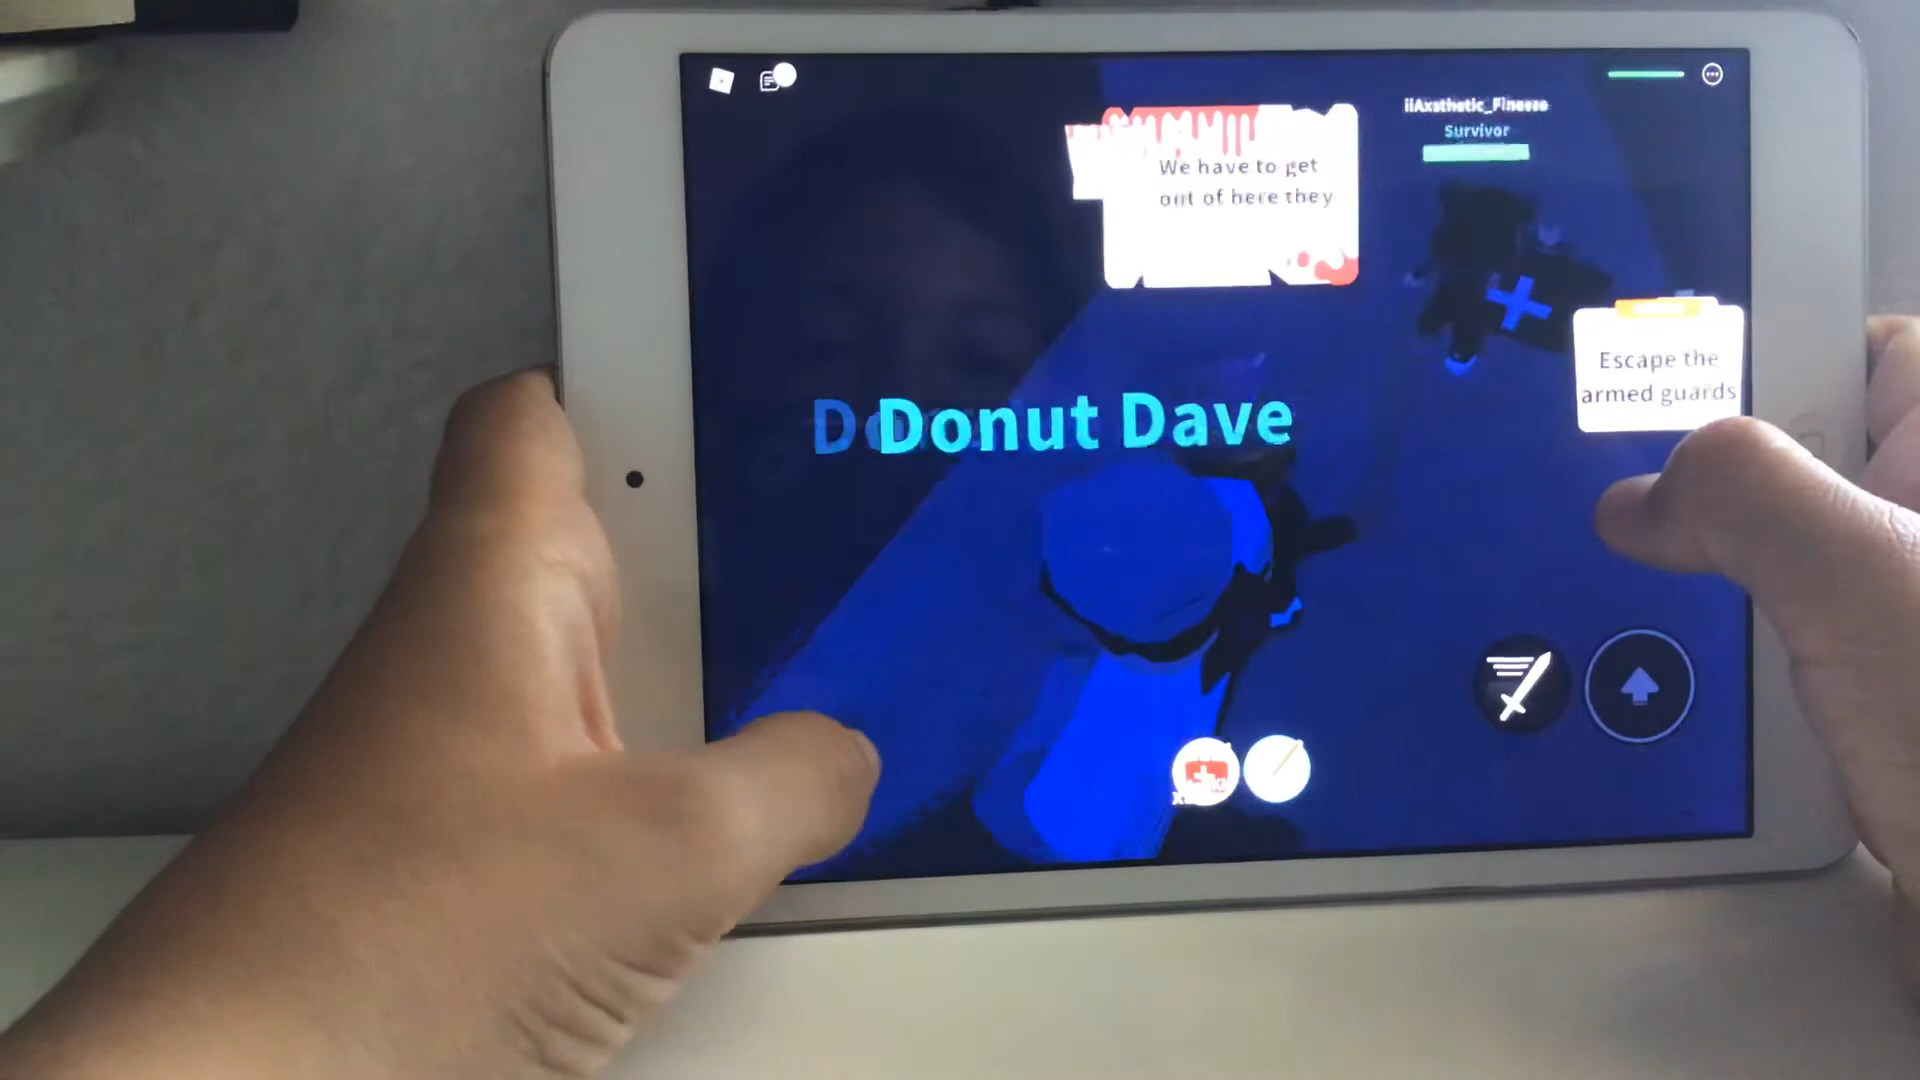 iiAxsthetic_Finesse
Survivor
We have to get
out of here they
Escape the
armed guards
Donut Dave